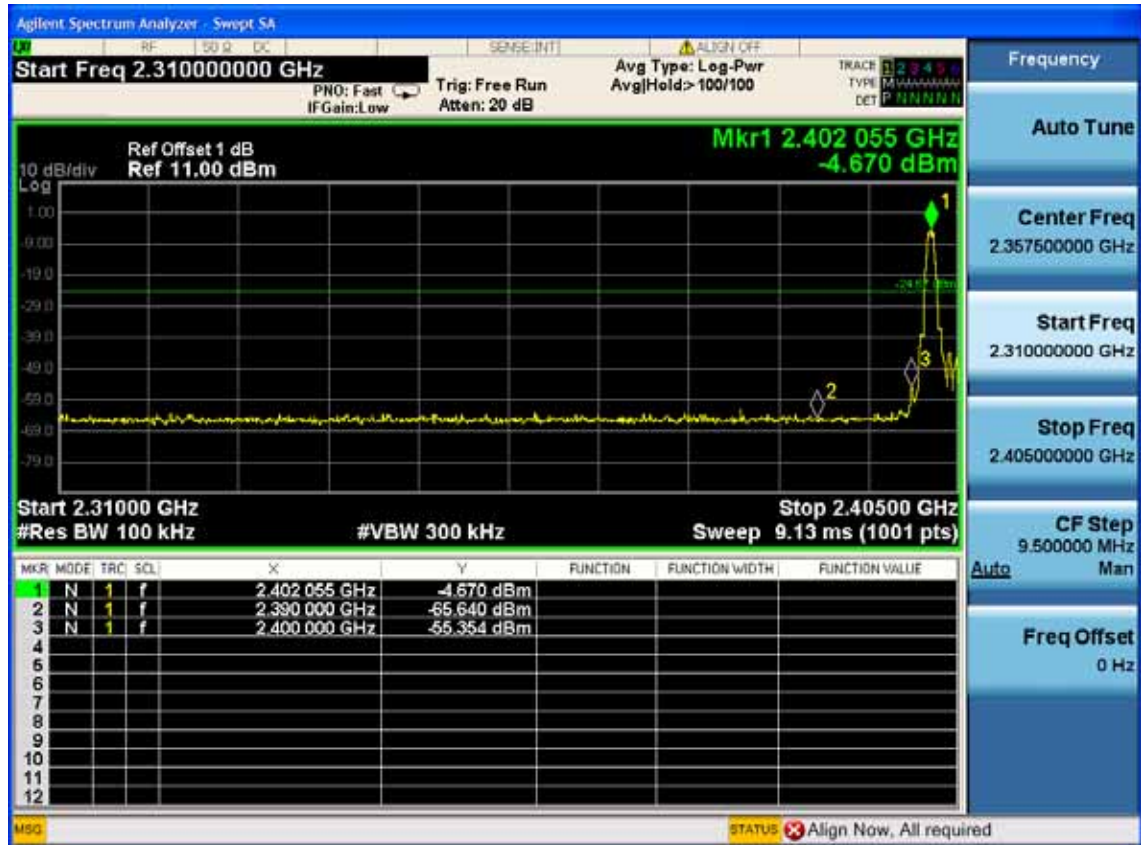 Agilent Spectrum Analyzer - Swept SA
RF 50 Ω DC SENSE:INT ALIGN OFF
Start Freq 2.310000000 GHz
PNO: Fast
IFGain:Low
Trig: Free Run
Atten: 20 dB
Avg Type: Log-Pwr
Avg|Hold:> 100/100
TRACE 1 2 3 4 5 6
TYPE M
DET P N N N N N
Mkr1 2.402 055 GHz
-4.670 dBm
Ref Offset 1 dB
10 dB/div Ref 11.00 dBm
Log
1.00
-9.00
-19.0
-29.0
-39.0
-49.0
-59.0
-69.0
-79.0
-24.67 dBm
1
2
3
Start 2.31000 GHz Stop 2.40500 GHz
#Res BW 100 kHz #VBW 300 kHz Sweep 9.13 ms (1001 pts)
MKR MODE TRC SCL X Y FUNCTION FUNCTION WIDTH FUNCTION VALUE
1 N 1 f 2.402 055 GHz -4.670 dBm
2 N 1 f 2.390 000 GHz -65.640 dBm
3 N 1 f 2.400 000 GHz -55.354 dBm
4
5
6
7
8
9
10
11
12
MSG STATUS Align Now, All required
Frequency
Auto Tune
Center Freq
2.357500000 GHz
Start Freq
2.310000000 GHz
Stop Freq
2.405000000 GHz
CF Step
9.500000 MHz
Auto Man
Freq Offset
0 Hz